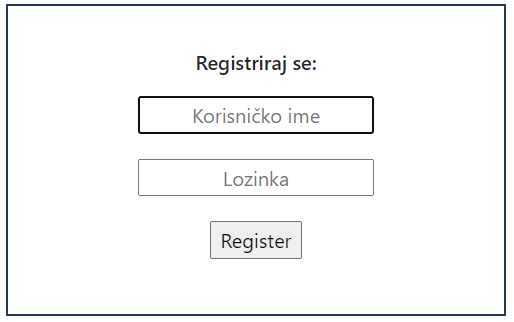 Registriraj se:
Korisničko ime
Lozinka
Register